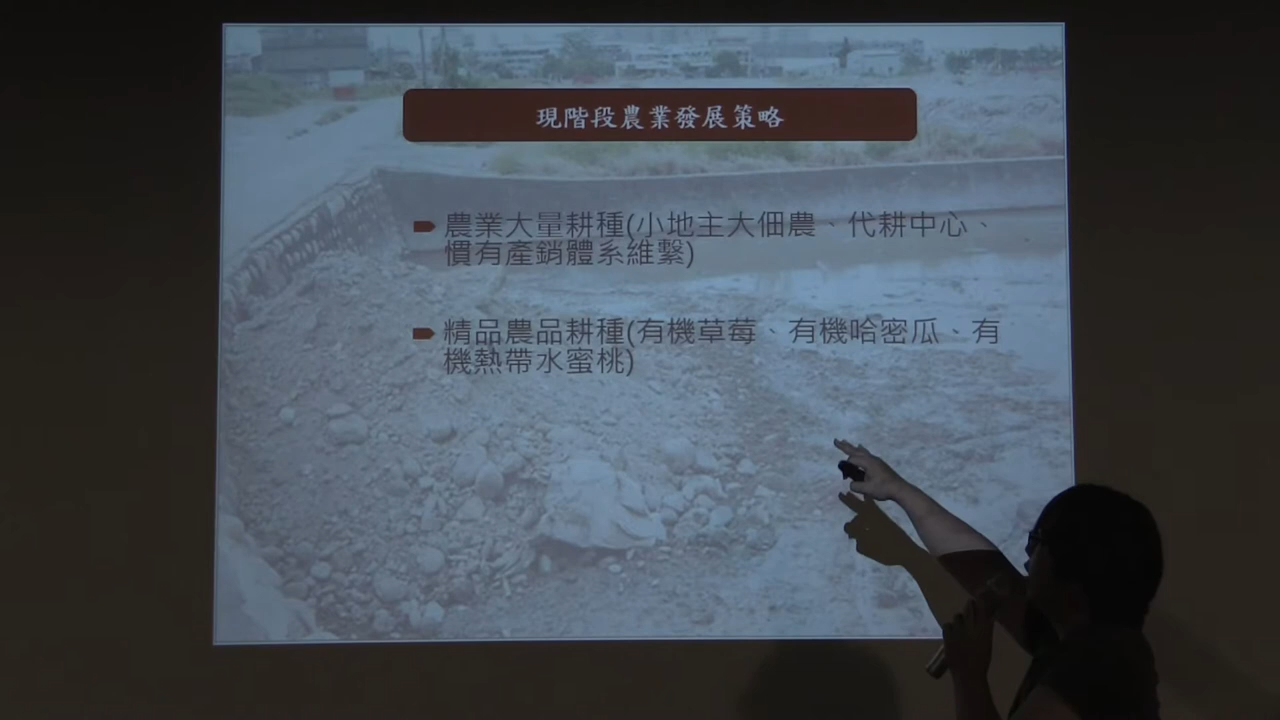 現階段農業發展策略
農業大量耕種(小地主大佃農、代耕中心、
慣有產銷體系維繫)
精品農品耕種(有機草莓、有機哈密瓜、有
機熱帶水蜜桃)